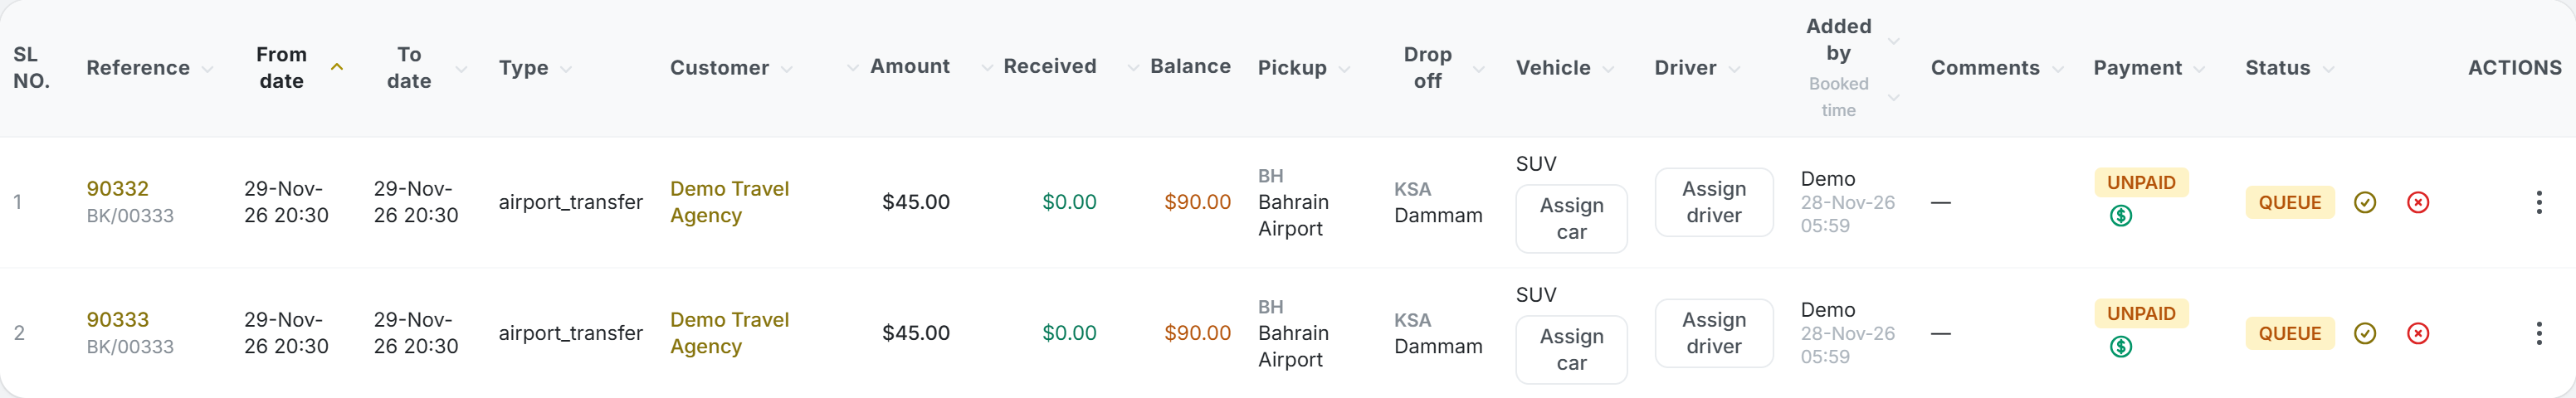 SL NO. Reference From date To date Type Customer Amount Received Balance Pickup Drop off Vehicle Driver Added by Booked time Comments Payment Status ACTIONS
1
90332
BK/00333
29-Nov-
26 20:30
29-Nov-
26 20:30
airport_transfer
Demo Travel
Agency
$45.00
$0.00
$90.00
BH
Bahrain
Airport
KSA
Dammam
SUV
Assign
car
Assign
driver
Demo
28-Nov-26
05:59
—
UNPAID
QUEUE
2
90333
BK/00333
29-Nov-
26 20:30
29-Nov-
26 20:30
airport_transfer
Demo Travel
Agency
$45.00
$0.00
$90.00
BH
Bahrain
Airport
KSA
Dammam
SUV
Assign
car
Assign
driver
Demo
28-Nov-26
05:59
—
UNPAID
QUEUE